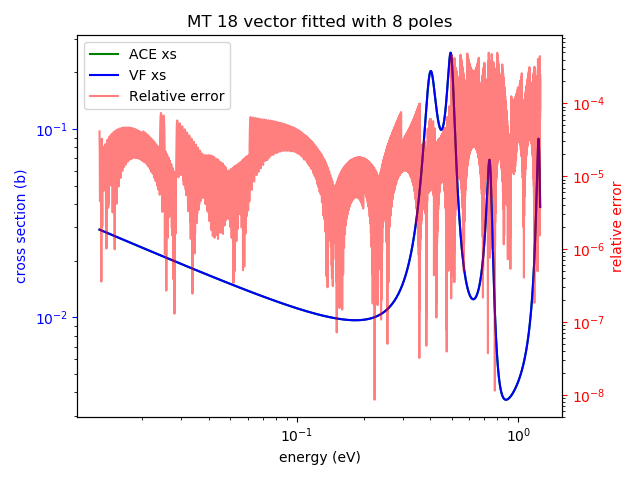 MT 18 vector fitted with 8 poles
ACE xs
VF xs
Relative error
cross section (b)
10⁻¹
10⁻²
10⁻⁴
10⁻⁵
10⁻⁶
10⁻⁷
10⁻⁸
relative error
10⁻¹
10⁰
energy (eV)